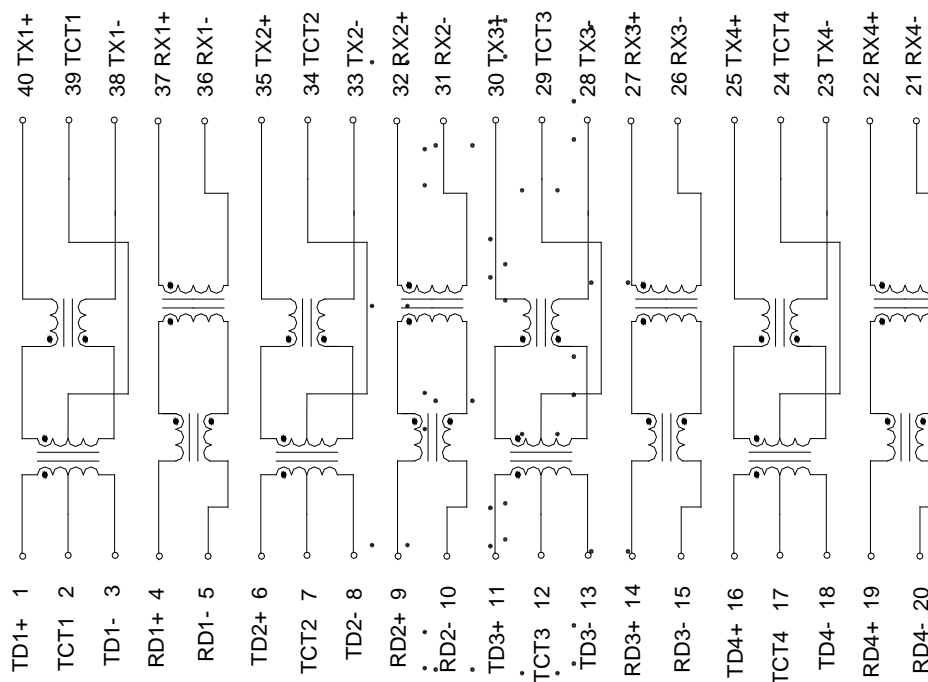 40 TX1+
39 TCT1
38 TX1-
37 RX1+
36 RX1-
35 TX2+
34 TCT2
33 TX2-
32 RX2+
31 RX2-
30 TX3+
29 TCT3
28 TX3-
27 RX3+
26 RX3-
25 TX4+
24 TCT4
23 TX4-
22 RX4+
21 RX4-
TD1+ 1
TCT1 2
TD1- 3
RD1+ 4
RD1- 5
TD2+ 6
TCT2 7
TD2- 8
RD2+ 9
RD2- 10
TD3+ 11
TCT3 12
TD3- 13
RD3+ 14
RD3- 15
TD4+ 16
TCT4 17
TD4- 18
RD4+ 19
RD4- 20